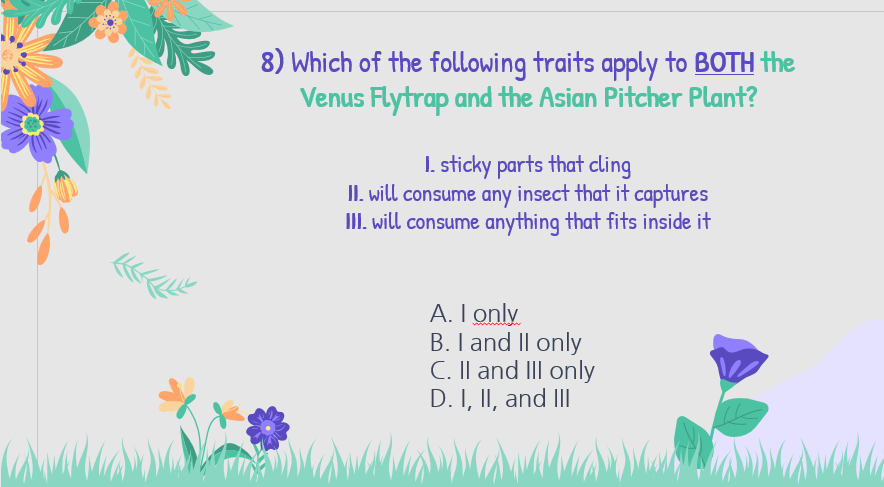 8) Which of the following traits apply to BOTH the
Venus Flytrap and the Asian Pitcher Plant?
I. sticky parts that cling
II. will consume any insect that it captures
III. will consume anything that fits inside it
A. I only
B. I and II only
C. II and III only
D. I, II, and III